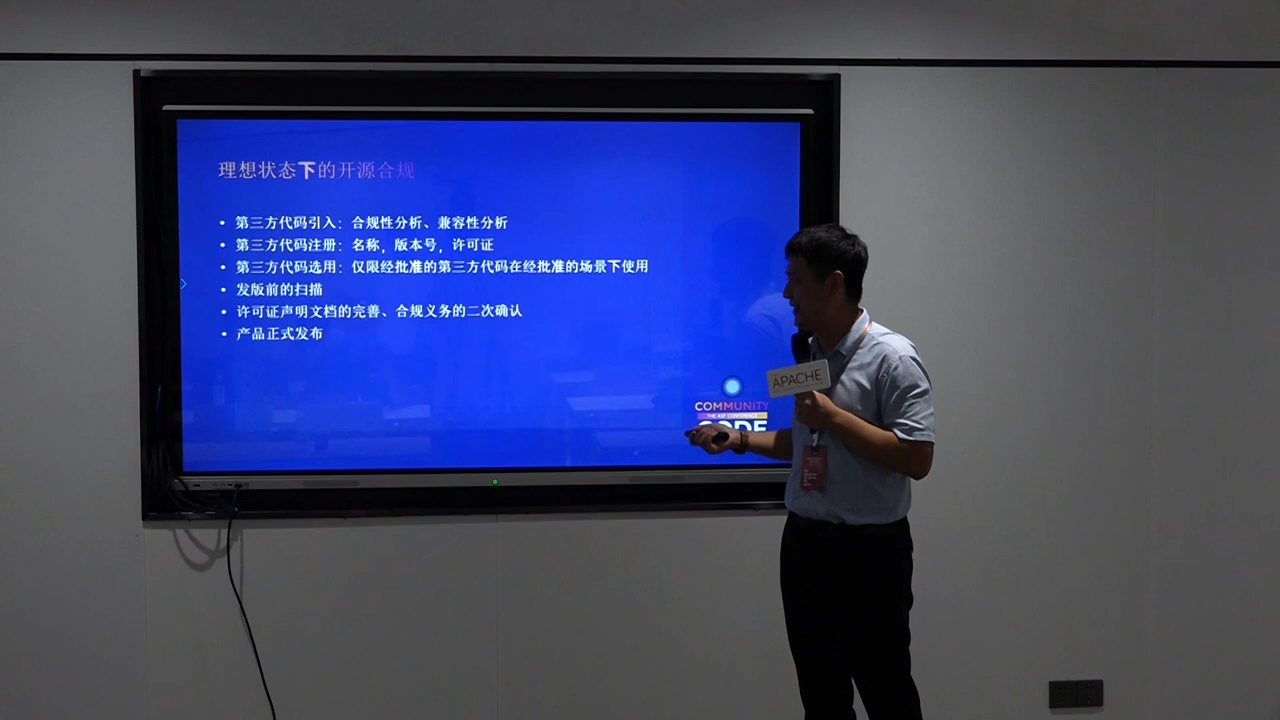 理想状态下的开源合规
• 第三方代码引入：合规性分析、兼容性分析
• 第三方代码注册：名称，版本号，许可证
• 第三方代码选用：仅限经批准的第三方代码在经批准的场景下使用
• 发版前的扫描
• 许可证声明文档的完善、合规义务的二次确认
• 产品正式发布
COMMUNITY
THE ASF CONFERENCE
CODE
APACHE